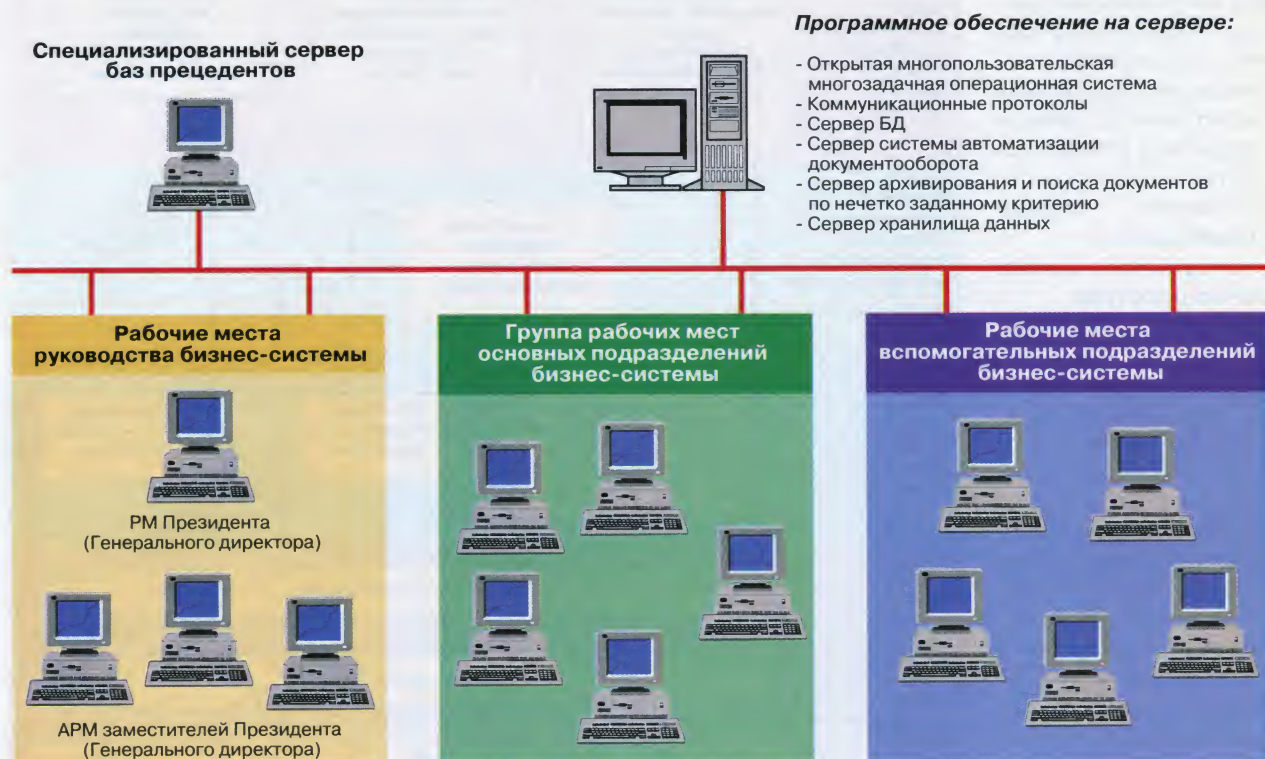 Специализированный сервер
баз прецедентов
Программное обеспечение на сервере:
- Открытая многопользовательская
многозадачная операционная система
- Коммуникационные протоколы
- Сервер БД
- Сервер системы автоматизации
документооборота
- Сервер архивирования и поиска документов
по нечетко заданному критерию
- Сервер хранилища данных
Рабочие места
руководства бизнес-системы
РМ Президента
(Генерального директора)
АРМ заместителей Президента
(Генерального директора)
Группа рабочих мест
основных подразделений
бизнес-системы
Рабочие места
вспомогательных подразделений
бизнес-системы